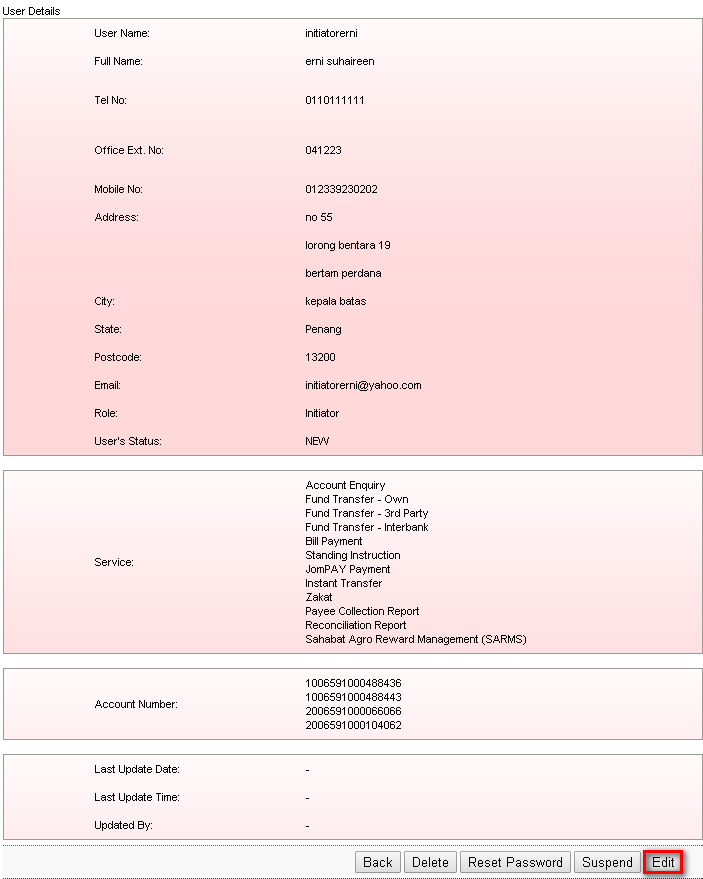 User Details
User Name: initiatorerni
Full Name: erni suhaireen
Tel No: 0110111111
Office Ext. No: 041223
Mobile No: 012339230202
Address: no 55
lorong bentara 19
bertam perdana
City: kepala batas
State: Penang
Postcode: 13200
Email: initiatorerni@yahoo.com
Role: Initiator
User's Status: NEW
Account Enquiry
Fund Transfer - Own
Fund Transfer - 3rd Party
Fund Transfer - Interbank
Bill Payment
Standing Instruction
Service:
JomPAY Payment
Instant Transfer
Zakat
Payee Collection Report
Reconciliation Report
Sahabat Agro Reward Management (SARMS)
1006591000488436
1006591000488443
Account Number:
2006591000066066
2006591000104062
Last Update Date: -
Last Update Time: -
Updated By: -
Back Delete Reset Password Suspend Edit